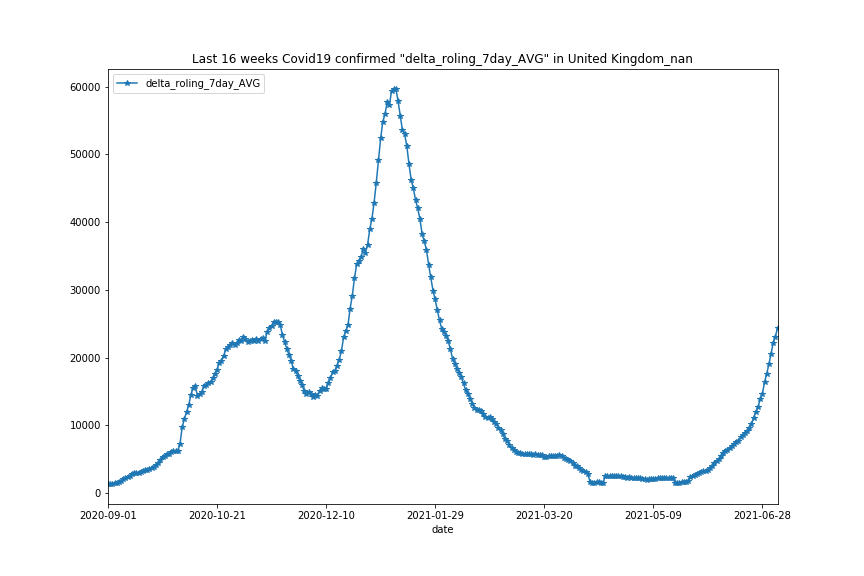 Last 16 weeks Covid19 confirmed "delta_roling_7day_AVG" in United Kingdom_nan
delta_roling_7day_AVG
60000
50000
40000
30000
20000
10000
0
2020-09-01 2020-10-21 2020-12-10 2021-01-29 2021-03-20 2021-05-09 2021-06-28
date